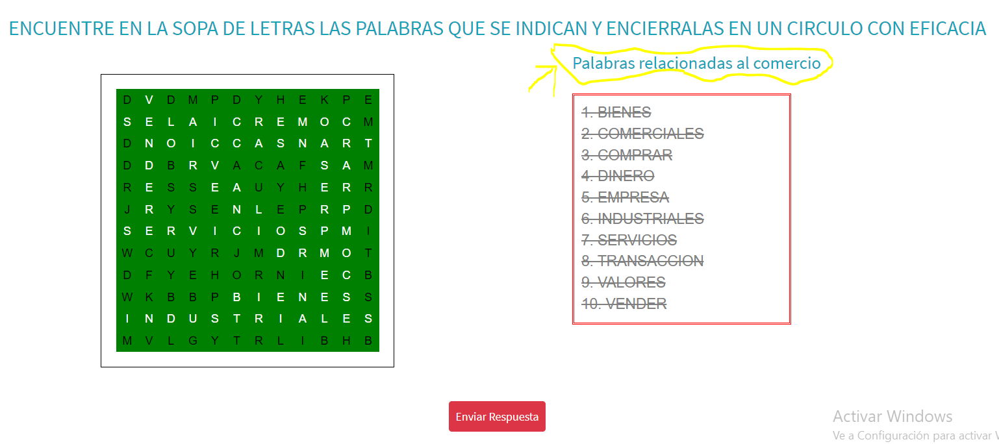 ENCUENTRE EN LA SOPA DE LETRAS LAS PALABRAS QUE SE INDICAN Y ENCIERRALAS EN UN CIRCULO CON EFICACIA
Palabras relacionadas al comercio
D V D M P D Y H E K P E
S E L A I C R E M O C M
D N O I C C A S N A R T
D D B R V A C A F S A M
R E S S E A U Y H E R R
J R Y S E N L E P R P D
S E R V I C I O S P M I
W C U Y R J M D R M O T
D F Y E H O R N I E C B
W K B B P B I E N E S S
I N D U S T R I A L E S
M V L G Y T R L I B H B
1. BIENES
2. COMERCIALES
3. COMPRAR
4. DINERO
5. EMPRESA
6. INDUSTRIALES
7. SERVICIOS
8. TRANSACCION
9. VALORES
10. VENDER
Enviar Respuesta
Activar Windows
Ve a Configuración para activar